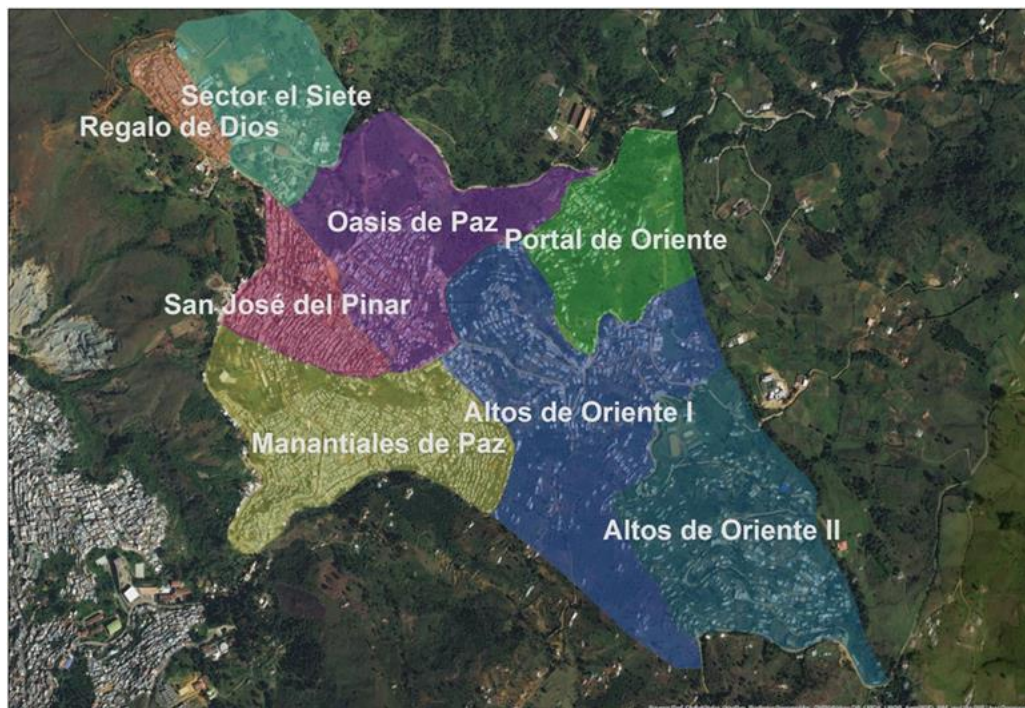 Sector el Siete
Regalo de Dios
Oasis de Paz
Portal de Oriente
San José del Pinar
Altos de Oriente I
Manantiales de Paz
Altos de Oriente II